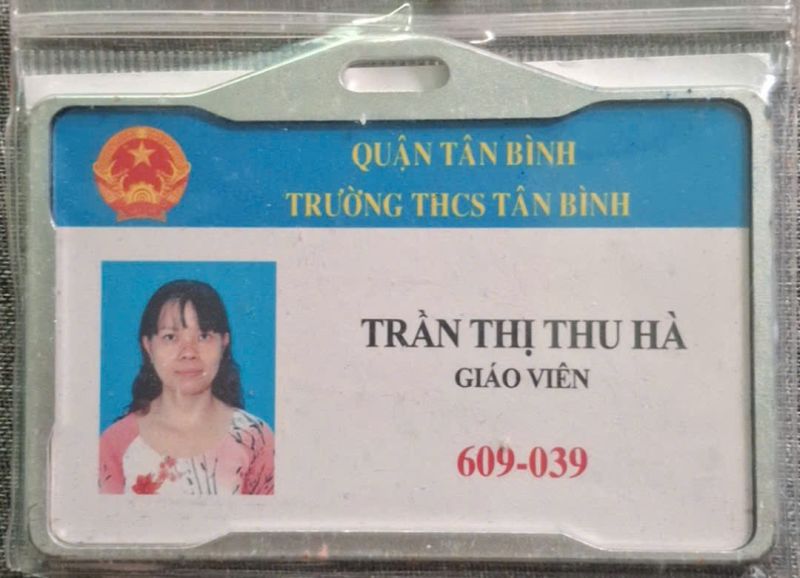 QUẬN TÂN BÌNH
TRƯỜNG THCS TÂN BÌNH
TRẦN THỊ THU HÀ
GIÁO VIÊN
609-039